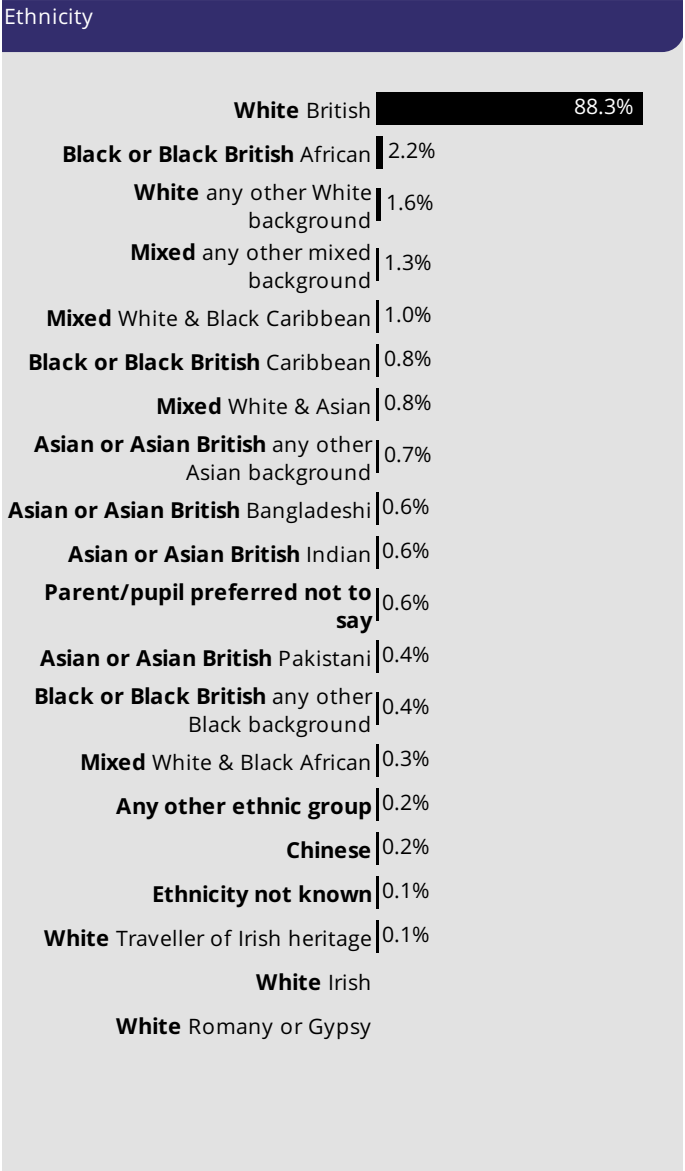 Ethnicity
White British 88.3%
Black or Black British African 2.2%
White any other White
background 1.6%
Mixed any other mixed
background 1.3%
Mixed White & Black Caribbean 1.0%
Black or Black British Caribbean 0.8%
Mixed White & Asian 0.8%
Asian or Asian British any other
Asian background 0.7%
Asian or Asian British Bangladeshi 0.6%
Asian or Asian British Indian 0.6%
Parent/pupil preferred not to
say 0.6%
Asian or Asian British Pakistani 0.4%
Black or Black British any other
Black background 0.4%
Mixed White & Black African 0.3%
Any other ethnic group 0.2%
Chinese 0.2%
Ethnicity not known 0.1%
White Traveller of Irish heritage 0.1%
White Irish
White Romany or Gypsy